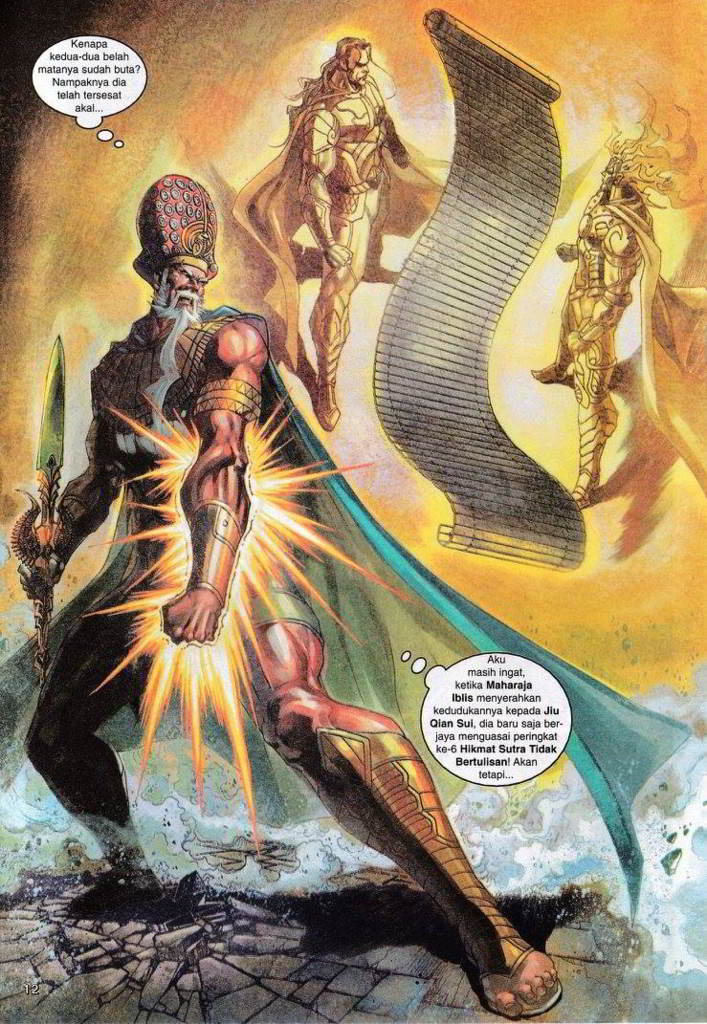 Kenapa
kedua-dua belah
matanya sudah buta?
Nampaknya dia
telah tersesat
akal...
Aku
masih ingat,
ketika Maharaja
Iblis menyerahkan
kedudukannya kepada Jiu
Qian Sui, dia baru saja ber-
jaya menguasai peringkat
ke-6 Hikmat Sutra Tidak
Bertulisan! Akan
tetapi...
12